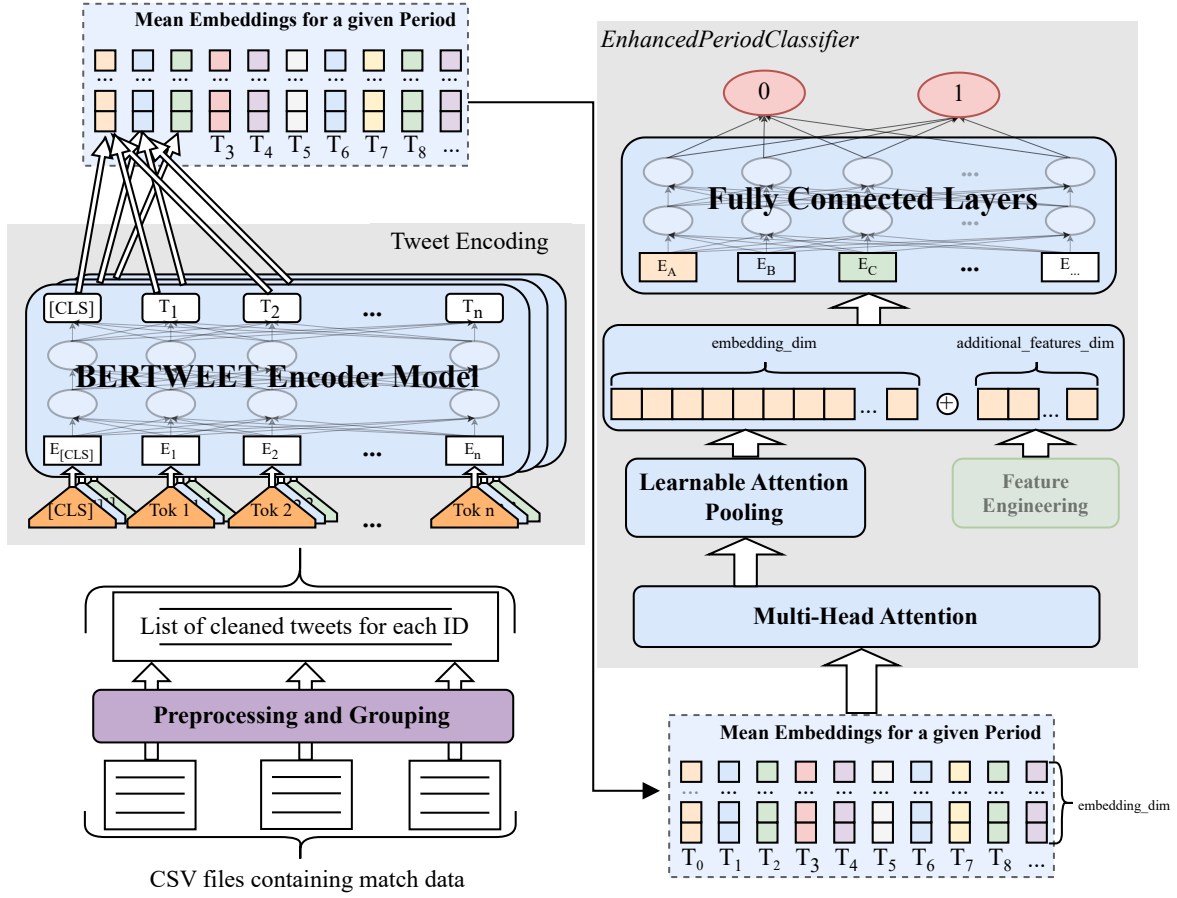 Mean Embeddings for a given Period
... ... ... ... ... ... ... ... ... ...
T3 T4 T5 T6 T7 T8 ...
Tweet Encoding
[CLS] T1 T2 ... Tn
BERTWEET Encoder Model
E[CLS] E1 E2 ... En
[CLS] Tok 1 Tok 2 ... Tok n
List of cleaned tweets for each ID
Preprocessing and Grouping
CSV files containing match data
EnhancedPeriodClassifier
0 1
...
Fully Connected Layers
...
EA EB EC ... E...
embedding_dim additional_features_dim
... + ...
Learnable Attention
Pooling
Feature
Engineering
Multi-Head Attention
Mean Embeddings for a given Period
... ... ... ... ... ... ... ... ... ...
embedding_dim
T0 T1 T2 T3 T4 T5 T6 T7 T8 ...